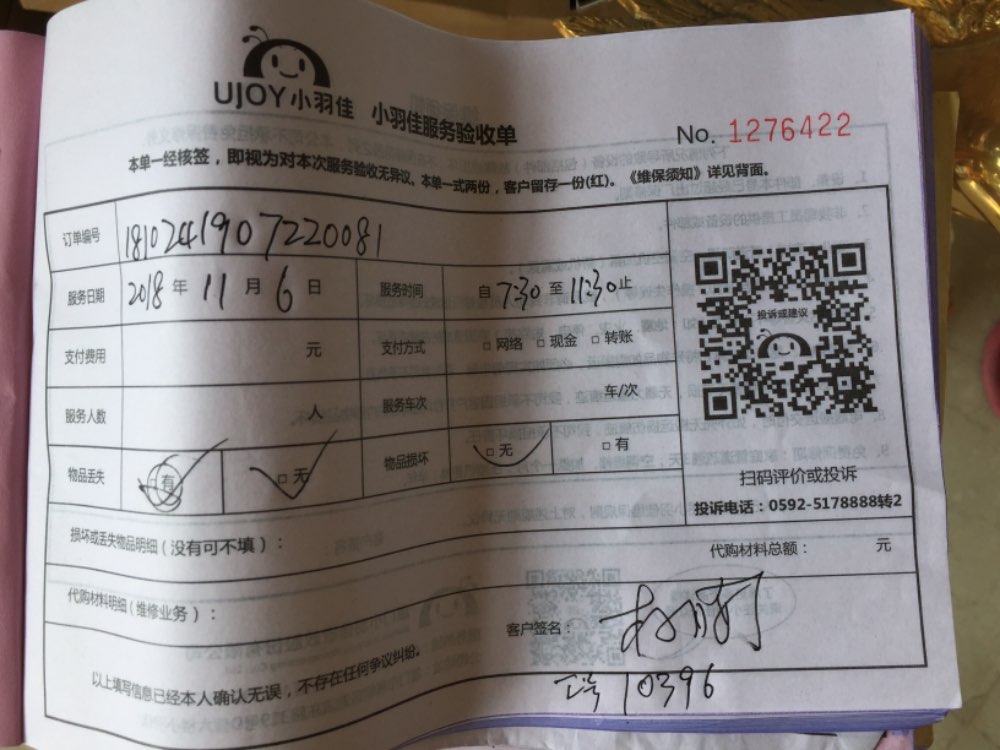 UJOY小羽佳 小羽佳服务验收单
No. 1276422
本单一经核签，即视为对本次服务验收无异议、本单一式两份，客户留存一份(红)。《维保须知》详见背面。
订单编号 1810241907220081
服务日期 2018 年 11 月 6 日 服务时间 自 7:30 至 11:30 止
支付费用 元 支付方式 □ 网络 □ 现金 □ 转账
服务人数 人 服务车次 车/次
物品丢失 □ 有 □ 无 物品损坏 □ 无 □ 有
投诉或建议
扫码评价或投诉
投诉电话：0592-5178888转2
损坏或丢失物品明细（没有可不填）：
代购材料总额： 元
代购材料明细（维修业务）：
客户签名：
以上填写信息已经本人确认无误，不存在任何争议纠纷。
工号 10396